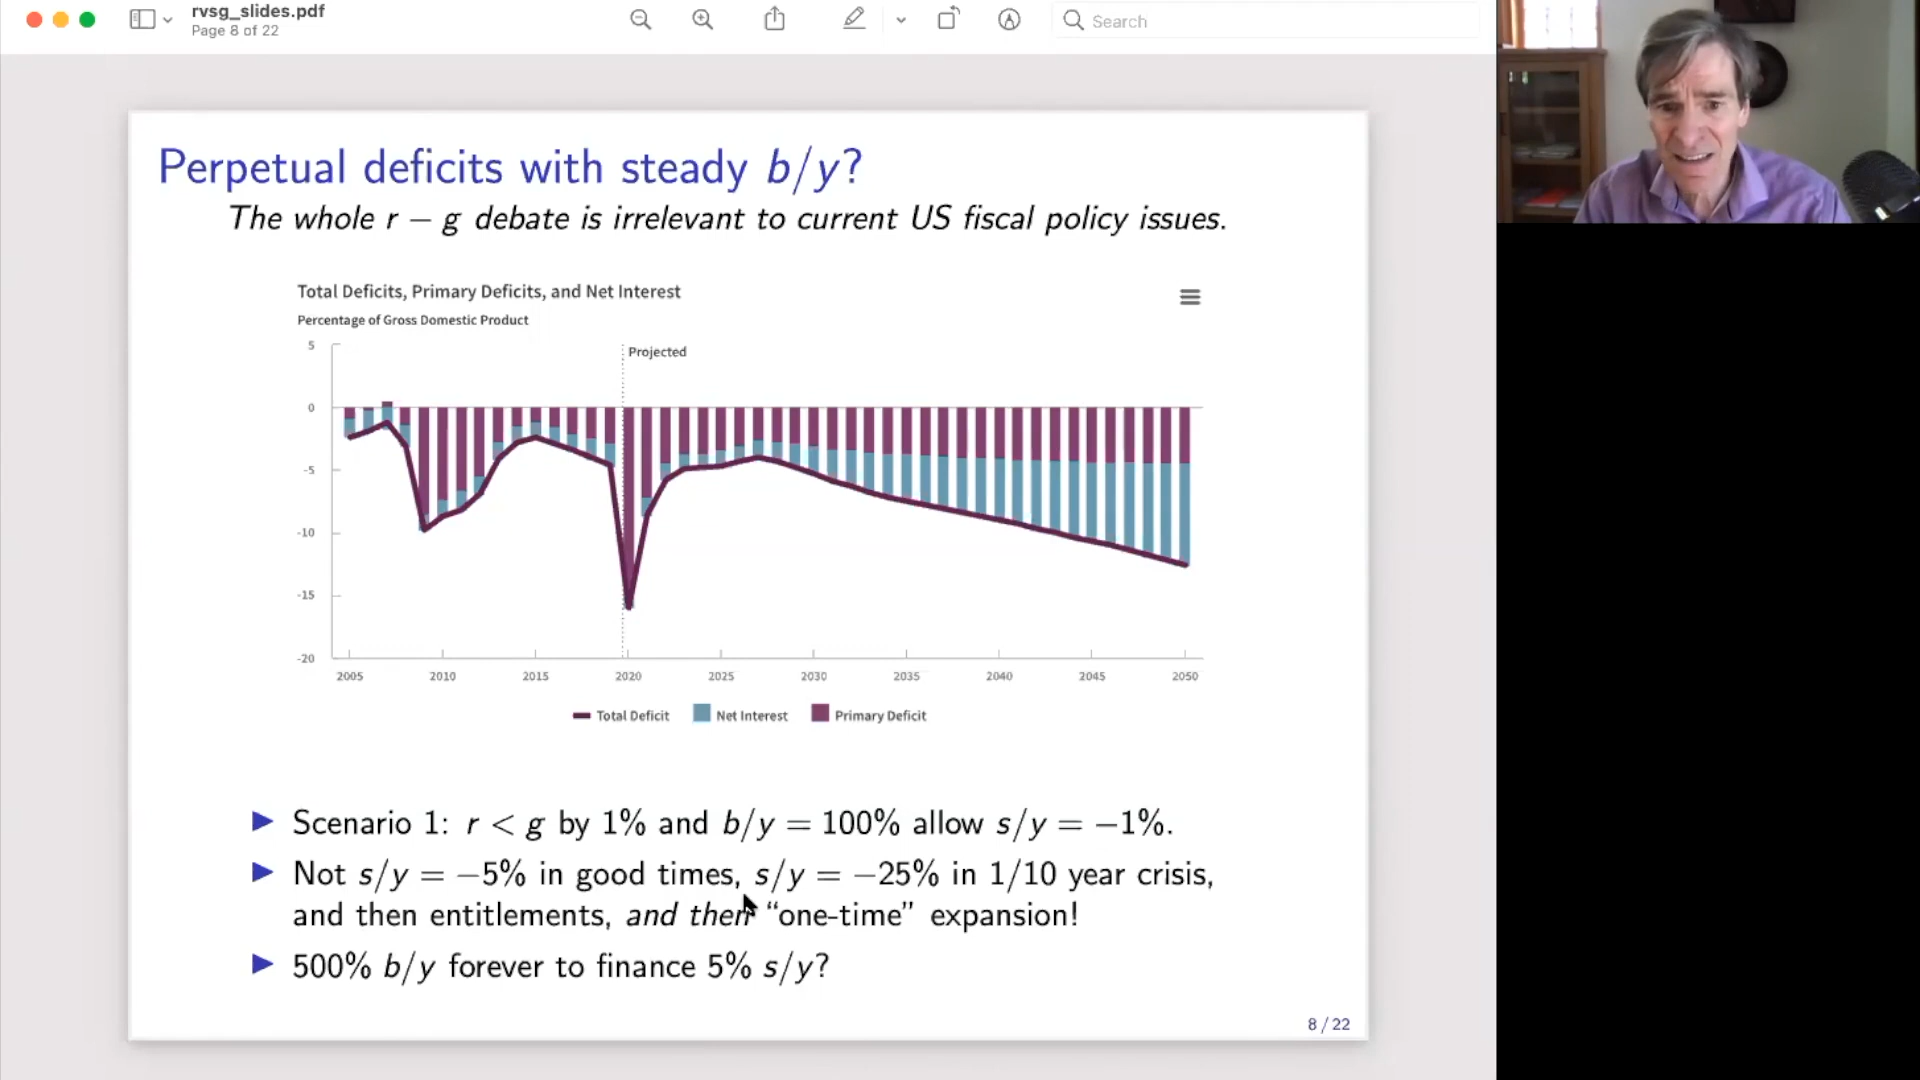 rvsg_slides.pdf
Page 8 of 22
Search
Perpetual deficits with steady b/y?
The whole r − g debate is irrelevant to current US fiscal policy issues.
Total Deficits, Primary Deficits, and Net Interest
Percentage of Gross Domestic Product
Projected
5
0
-5
-10
-15
-20
2005 2010 2015 2020 2025 2030 2035 2040 2045 2050
Total Deficit Net Interest Primary Deficit
▶ Scenario 1: r < g by 1% and b/y = 100% allow s/y = −1%.
▶ Not s/y = −5% in good times, s/y = −25% in 1/10 year crisis,
and then entitlements, and then “one-time” expansion!
▶ 500% b/y forever to finance 5% s/y?
8 / 22